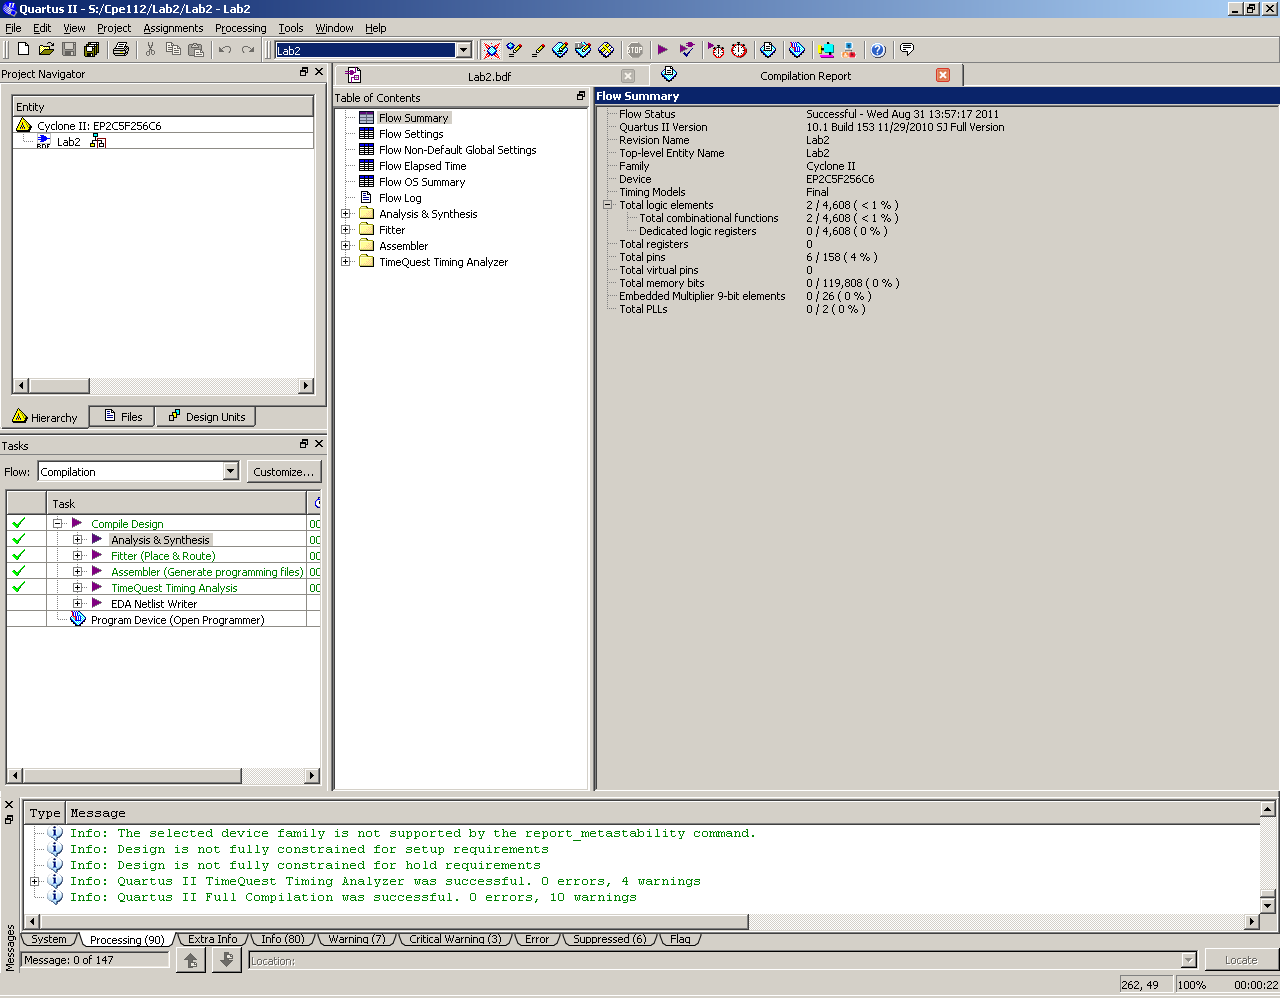 Quartus II - S:/Cpe112/Lab2/Lab2 - Lab2
File Edit View Project Assignments Processing Tools Window Help
Lab2
STOP
Project Navigator
Entity
Cyclone II: EP2C5F256C6
BDF Lab2
Hierarchy Files Design Units
Tasks
Flow: Compilation Customize...
Task
Compile Design
Analysis & Synthesis
Fitter (Place & Route)
Assembler (Generate programming files)
TimeQuest Timing Analysis
EDA Netlist Writer
Program Device (Open Programmer)
Lab2.bdf Compilation Report
Table of Contents
Flow Summary
Flow Settings
Flow Non-Default Global Settings
Flow Elapsed Time
Flow OS Summary
Flow Log
Analysis & Synthesis
Fitter
Assembler
TimeQuest Timing Analyzer
Flow Summary
Flow Status Successful - Wed Aug 31 13:57:17 2011
Quartus II Version 10.1 Build 153 11/29/2010 SJ Full Version
Revision Name Lab2
Top-level Entity Name Lab2
Family Cyclone II
Device EP2C5F256C6
Timing Models Final
Total logic elements 2 / 4,608 ( < 1 % )
Total combinational functions 2 / 4,608 ( < 1 % )
Dedicated logic registers 0 / 4,608 ( 0 % )
Total registers 0
Total pins 6 / 158 ( 4 % )
Total virtual pins 0
Total memory bits 0 / 119,808 ( 0 % )
Embedded Multiplier 9-bit elements 0 / 26 ( 0 % )
Total PLLs 0 / 2 ( 0 % )
Type Message
Info: The selected device family is not supported by the report_metastability command.
Info: Design is not fully constrained for setup requirements
Info: Design is not fully constrained for hold requirements
Info: Quartus II TimeQuest Timing Analyzer was successful. 0 errors, 4 warnings
Info: Quartus II Full Compilation was successful. 0 errors, 10 warnings
Messages
System Processing (90) Extra Info Info (80) Warning (7) Critical Warning (3) Error Suppressed (6) Flag
Message: 0 of 147 Location: Locate
262, 49 100% 00:00:22